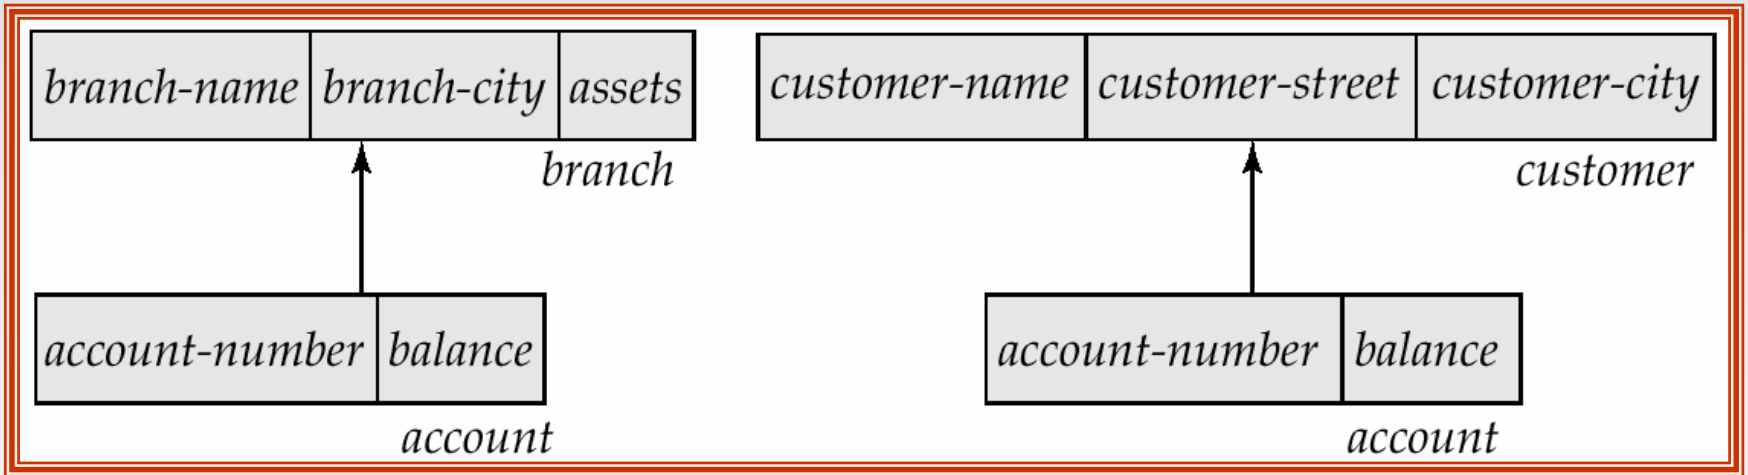 branch-name branch-city assets
branch
customer-name customer-street customer-city
customer
account-number balance
account
account-number balance
account